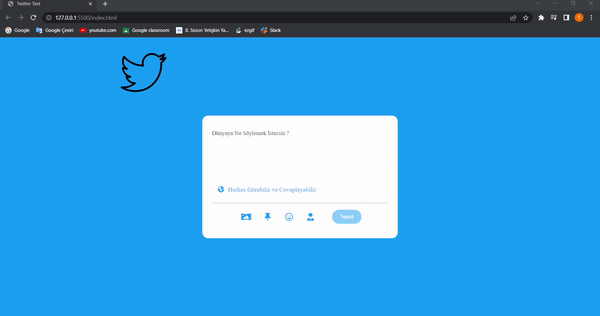 Twitter Text
127.0.0.1:5500/index.html
Google
Google Çeviri
youtube.com
Google classroom
8. Sezon Yetişkin Ya...
ezgif
Slack
Dünyaya Ne Söylemek İstersin ?
Herkes Görebilir ve Cevaplayabilir
Tweet